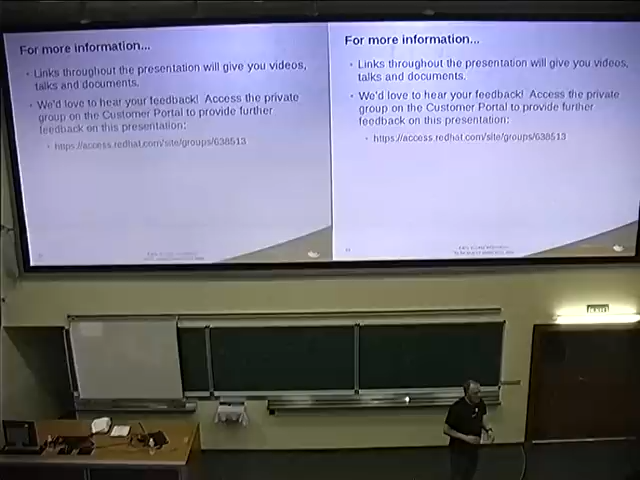 For more information...
Links throughout the presentation will give you videos,
talks and documents.
We'd love to hear your feedback! Access the private
group on the Customer Portal to provide further
feedback on this presentation:
https://access.redhat.com/site/groups/638513
For more information...
Links throughout the presentation will give you videos,
talks and documents.
We'd love to hear your feedback! Access the private
group on the Customer Portal to provide further
feedback on this presentation:
https://access.redhat.com/site/groups/638513